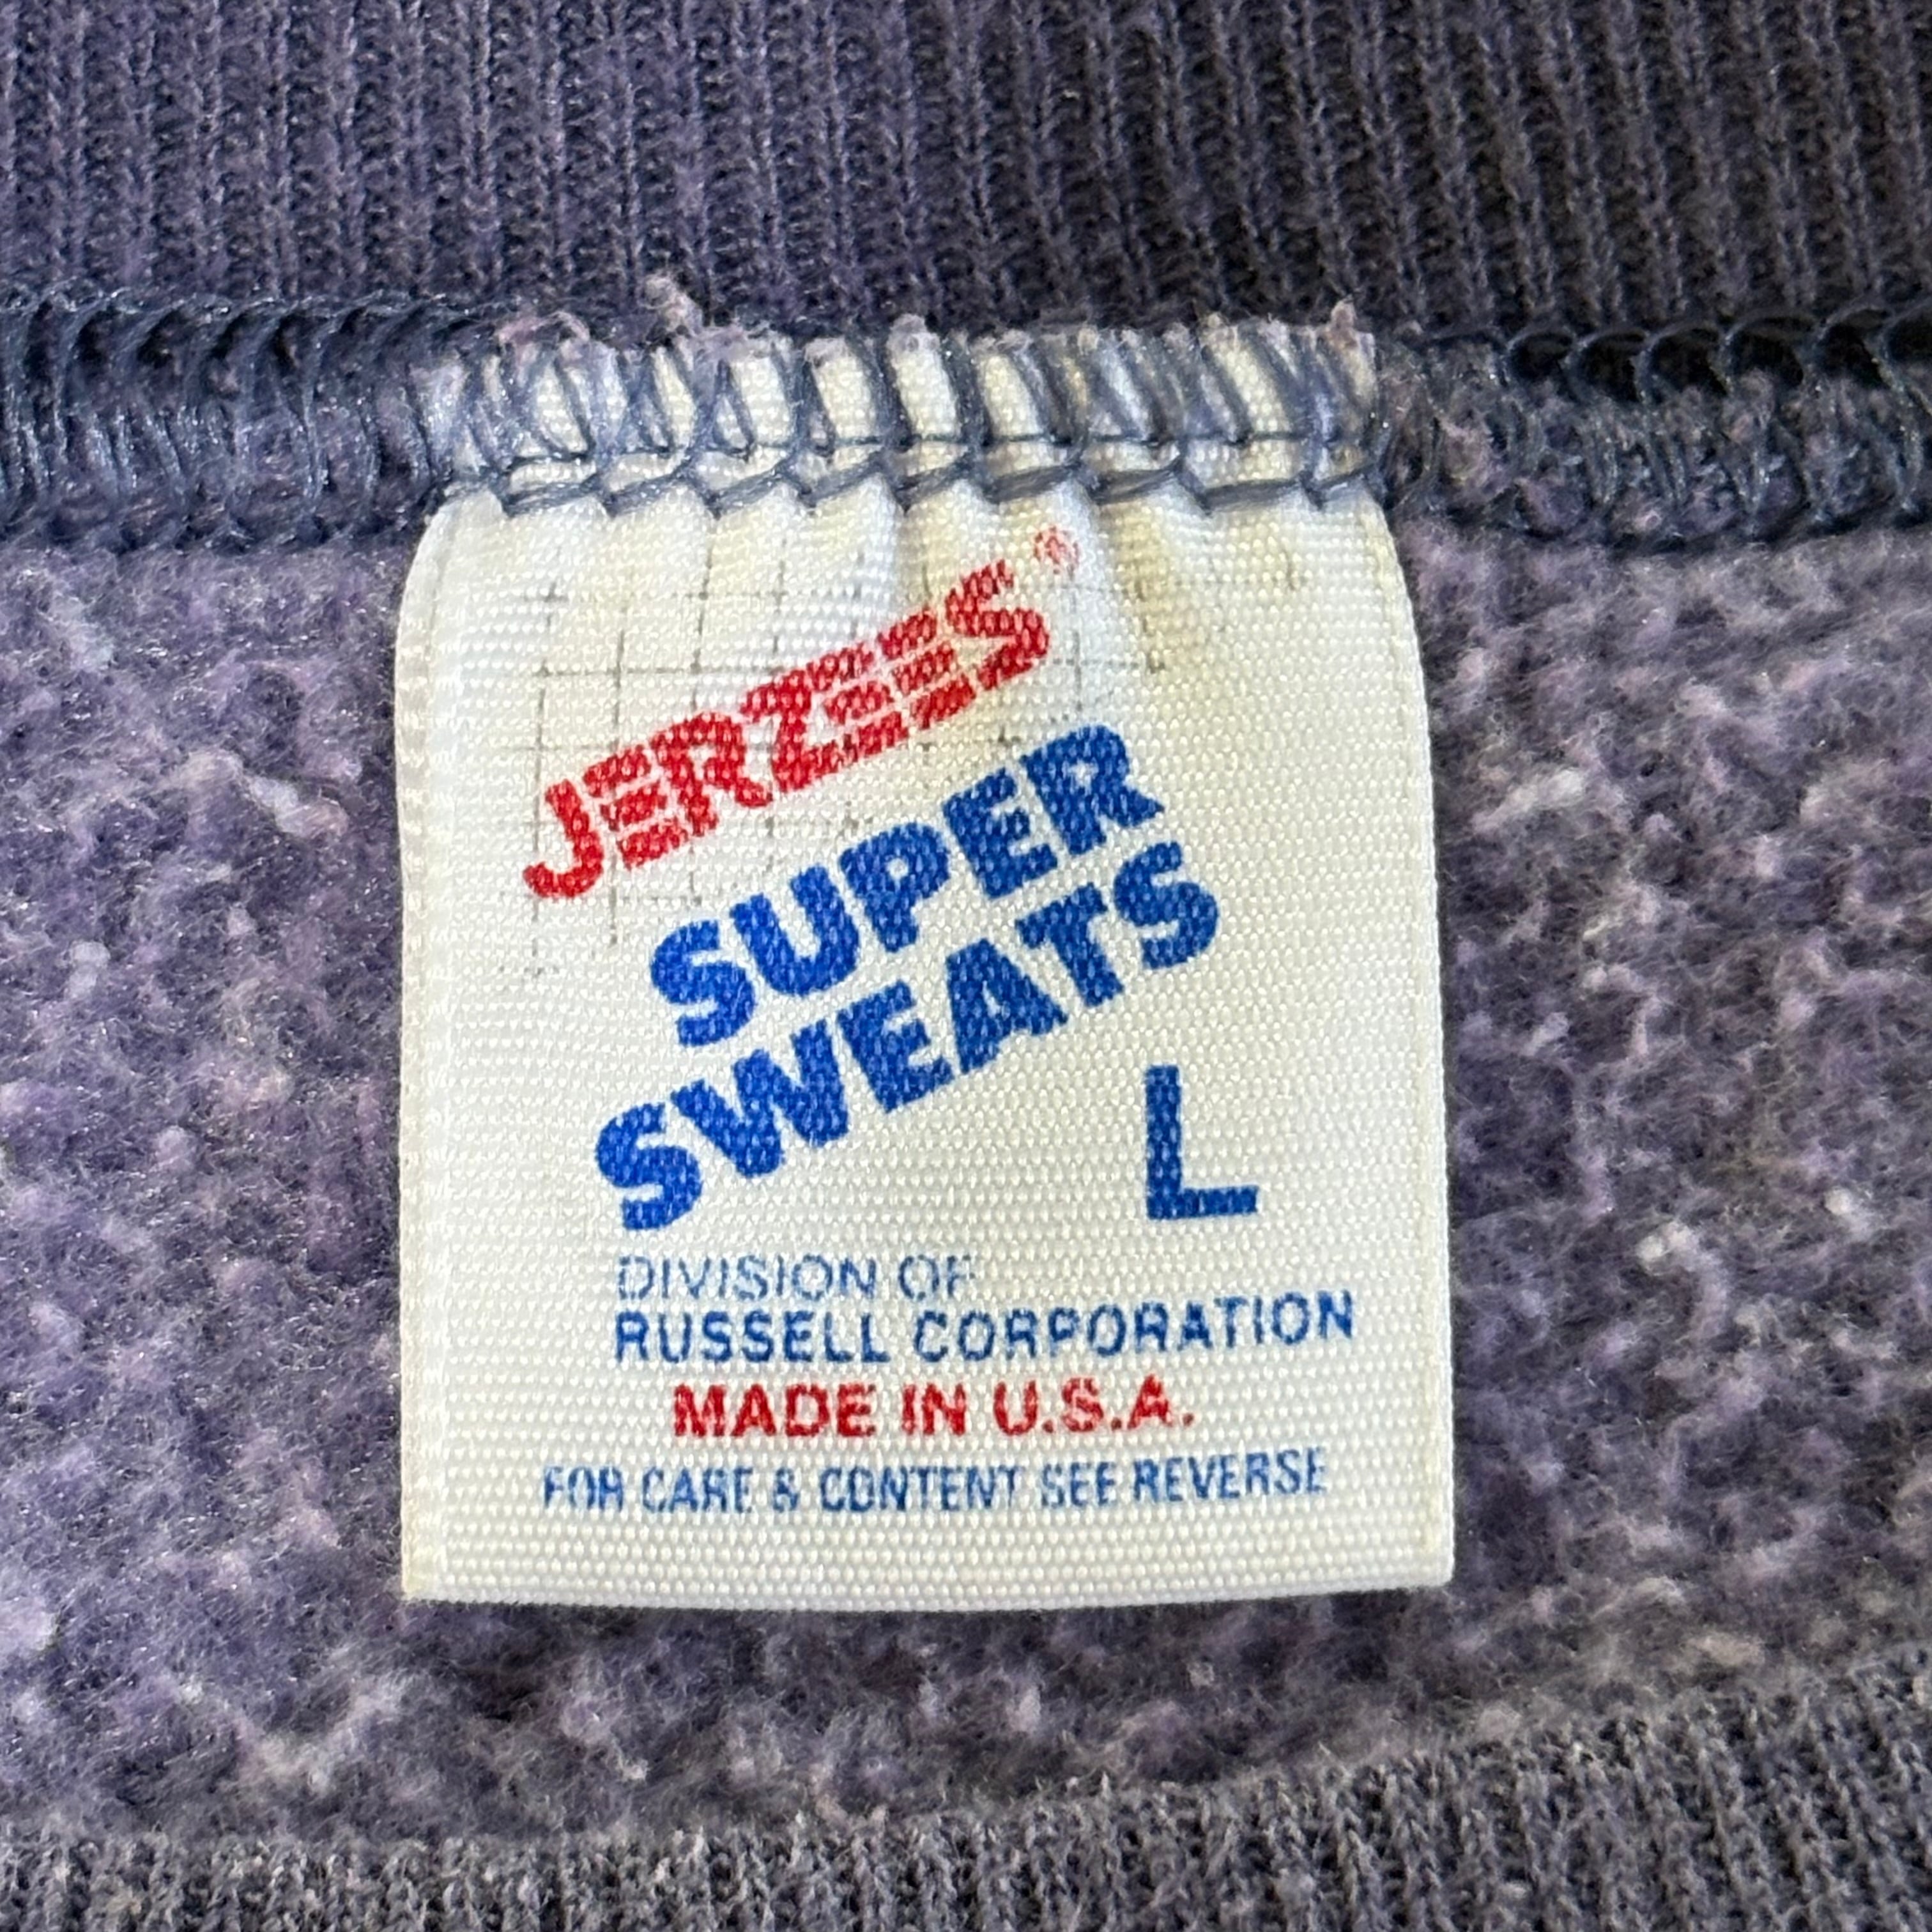 JERZEES®
SUPER
SWEATS
L
DIVISION OF
RUSSELL CORPORATION
MADE IN U.S.A.
FOR CARE & CONTENT SEE REVERSE